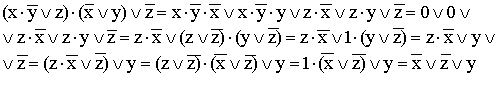 (x·y̅∨z)·(x̅∨y)∨z̅=x·y̅·x̅∨x·y̅·y∨z·x̅∨z·y∨z̅=0∨0∨
∨z·x̅∨z·y∨z̅=z·x̅∨(z∨z̅)·(y∨z̅)=z·x̅∨1·(y∨z̅)=z·x̅∨y∨
∨z̅=(z·x̅∨z̅)∨y=(z∨z̅)·(x̅∨z̅)∨y=1·(x̅∨z̅)∨y=x̅∨z̅∨y